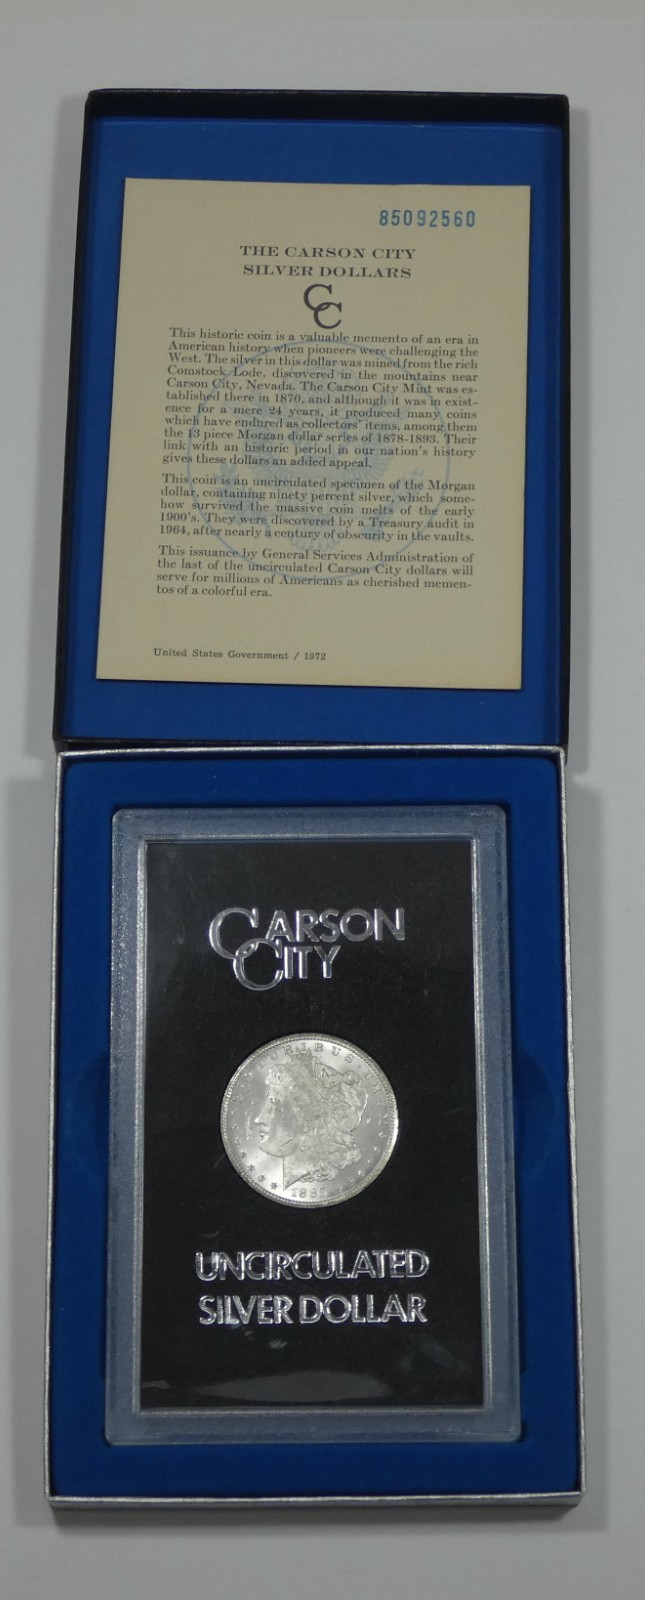 85092560
THE CARSON CITY
SILVER DOLLARS
CC
This historic coin is a valuable memento of an era in
American history when pioneers were challenging the
West. The silver in this dollar was mined from the rich
Comstock Lode, discovered in the mountains near
Carson City, Nevada. The Carson City Mint was es-
tablished there in 1870, and although it was in exist-
ence for a mere 24 years, it produced many coins
which have endured as collectors' items, among them
the 13 piece Morgan dollar series of 1878-1893. Their
link with an historic period in our nation's history
gives these dollars an added appeal.
This coin is an uncirculated specimen of the Morgan
dollar, containing ninety percent silver, which some-
how survived the massive coin melts of the early
1900's. They were discovered by a Treasury audit in
1964, after nearly a century of obscurity in the vaults.
This issuance by General Services Administration of
the last of the uncirculated Carson City dollars will
serve for millions of Americans as cherished memen-
tos of a colorful era.
United States Government / 1972
CARSON
CITY
PLURIBUS
UNCIRCULATED
SILVER DOLLAR